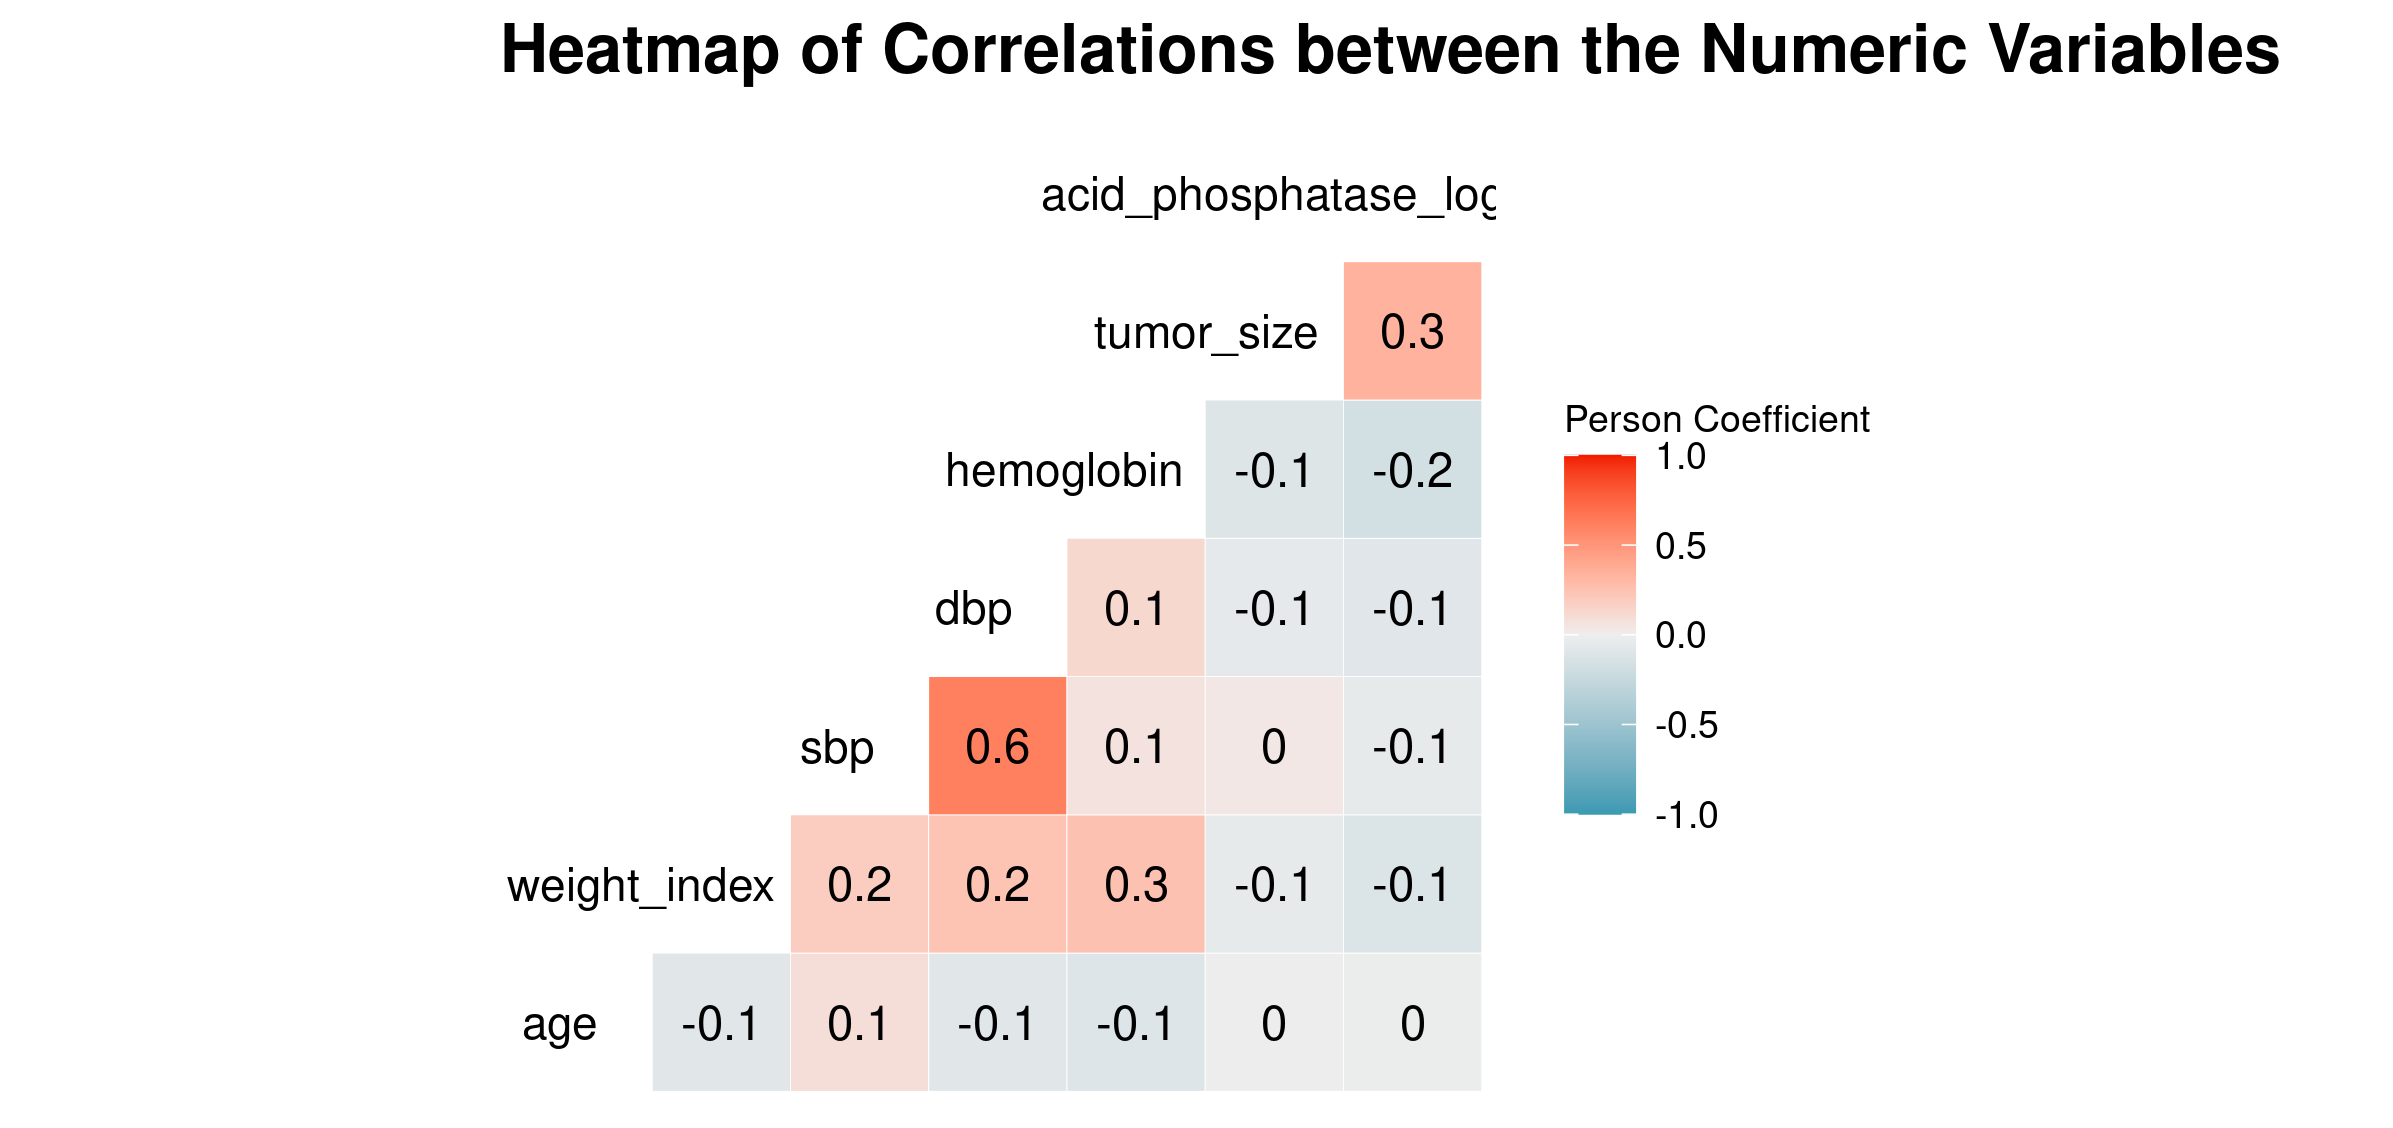 Heatmap of Correlations between the Numeric Variables
acid_phosphatase_log
tumor_size 0.3
hemoglobin -0.1 -0.2
dbp 0.1 -0.1 -0.1
sbp 0.6 0.1 0 -0.1
weight_index 0.2 0.2 0.3 -0.1 -0.1
age -0.1 0.1 -0.1 -0.1 0 0
Person Coefficient
1.0
0.5
0.0
-0.5
-1.0